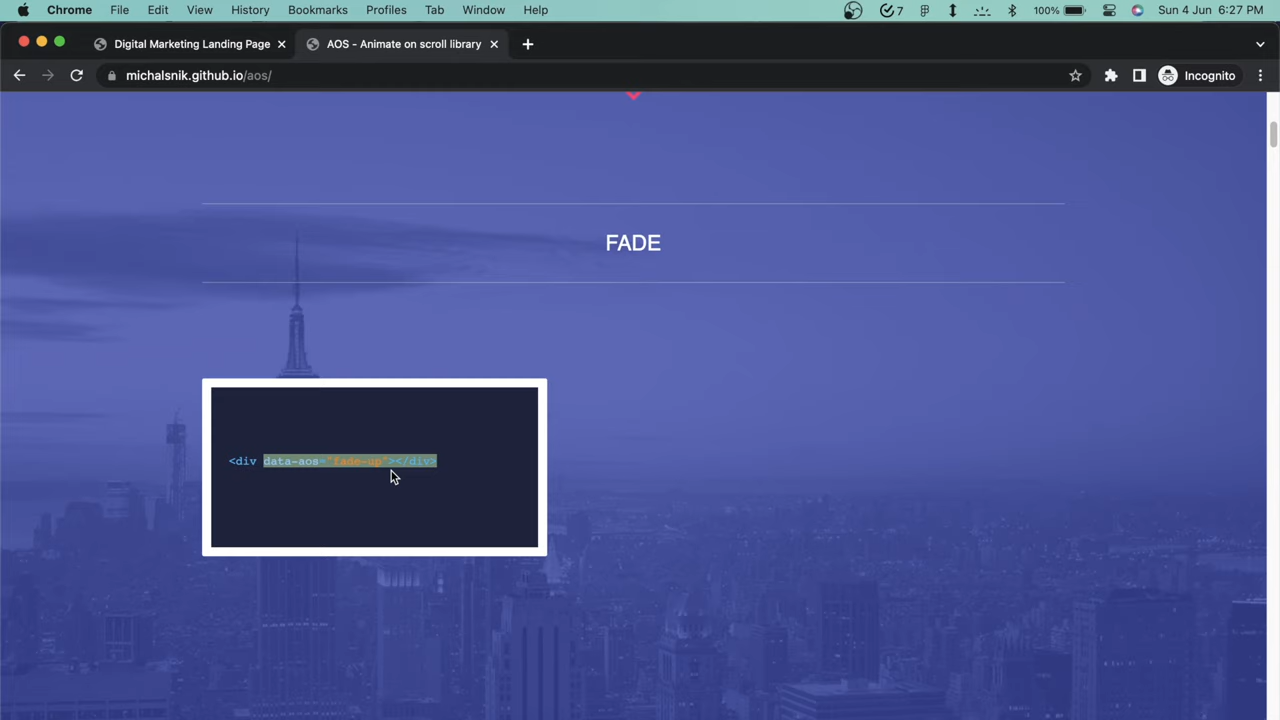 Chrome File Edit View History Bookmarks Profiles Tab Window Help 7 100% Sun 4 Jun 6:27 PM
Digital Marketing Landing Page AOS - Animate on scroll library
michalsnik.github.io/aos/ Incognito
FADE
<div data-aos="fade-up"></div>